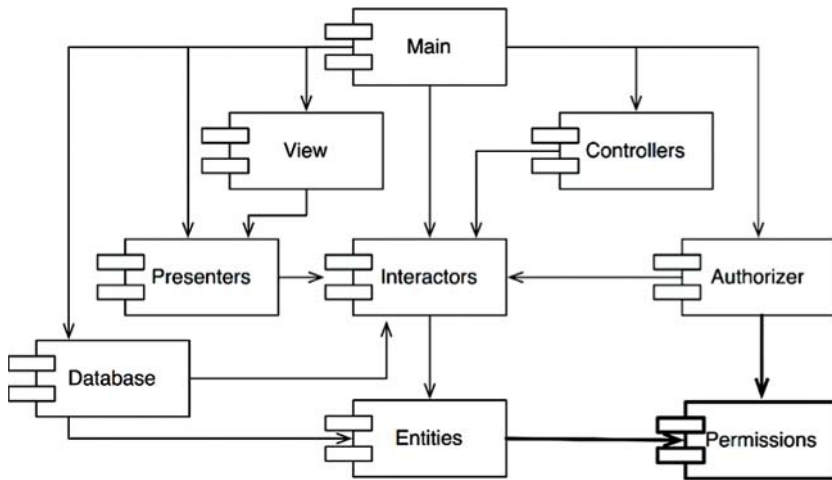 Main
View
Controllers
Presenters
Interactors
Authorizer
Database
Entities
Permissions